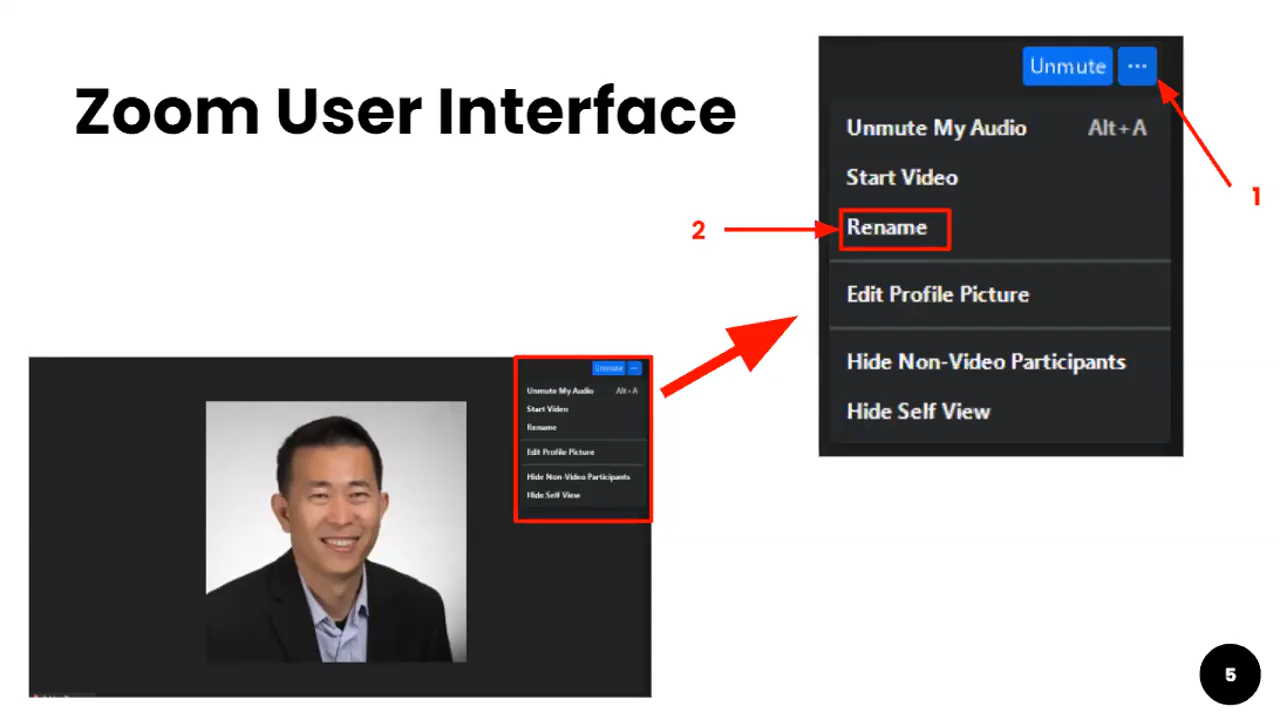 Zoom User Interface
Unmute ...
Unmute My Audio Alt+A
Start Video
Rename
Edit Profile Picture
Hide Non-Video Participants
Hide Self View
1
2
Unmute ...
Unmute My Audio Alt+A
Start Video
Rename
Edit Profile Picture
Hide Non-Video Participants
Hide Self View
5